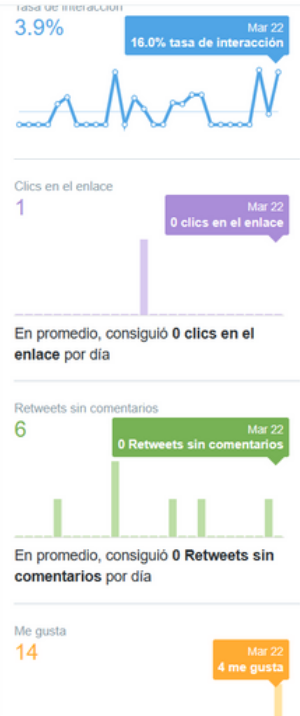 Tasa de interacción
3.9%
Mar 22
16.0% tasa de interacción
Clics en el enlace
1
Mar 22
0 clics en el enlace
En promedio, consiguió 0 clics en el
enlace por día
Retweets sin comentarios
6
Mar 22
0 Retweets sin comentarios
En promedio, consiguió 0 Retweets sin
comentarios por día
Me gusta
14
Mar 22
4 me gusta